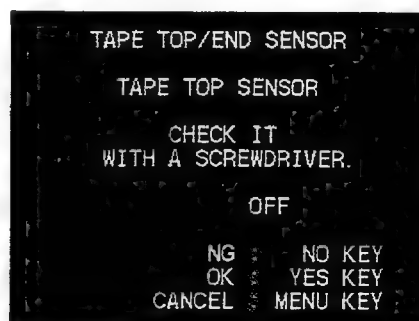 TAPE TOP/END SENSOR
TAPE TOP SENSOR
CHECK IT
WITH A SCREWDRIVER.
OFF
NG : NO KEY
OK : YES KEY
CANCEL : MENU KEY